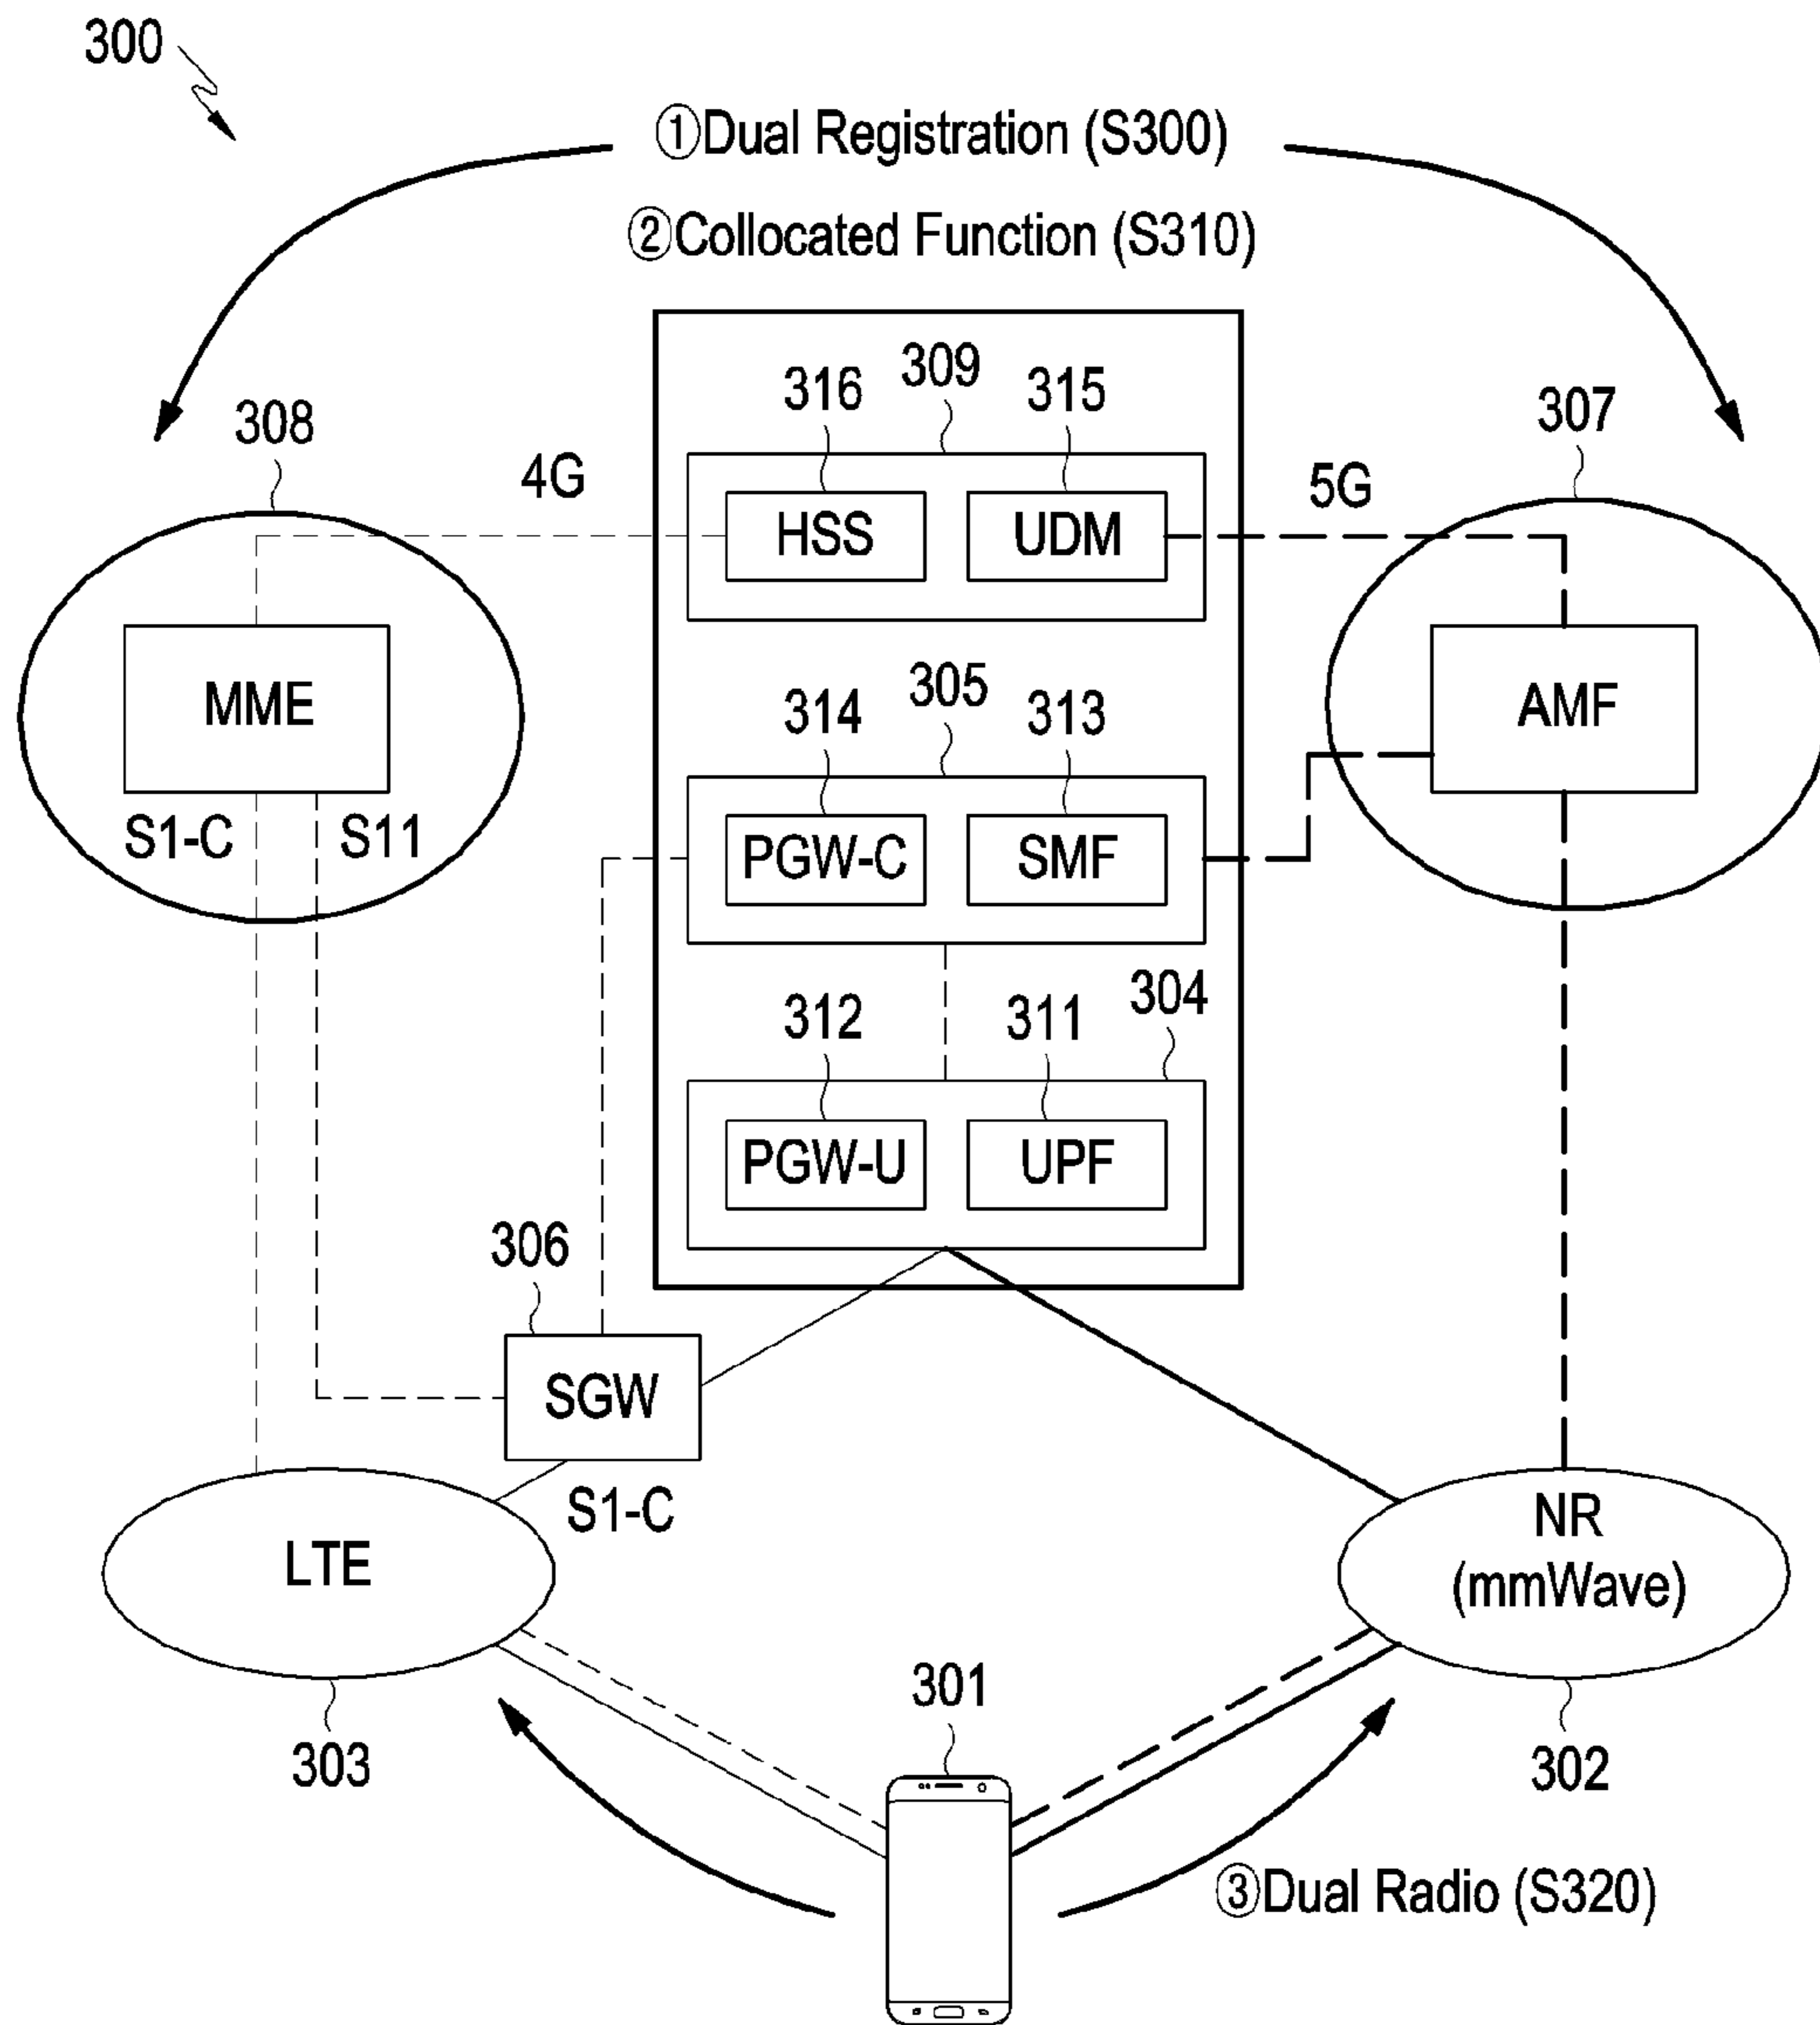 300
①Dual Registration (S300)
②Collocated Function (S310)
309
316
315
308
307
4G
5G
HSS
UDM
305
314
313
MME
AMF
S1-C
S11
PGW-C
SMF
304
312
311
PGW-U
UPF
306
SGW
S1-C
LTE
NR
(mmWave)
301
303
302
③Dual Radio (S320)